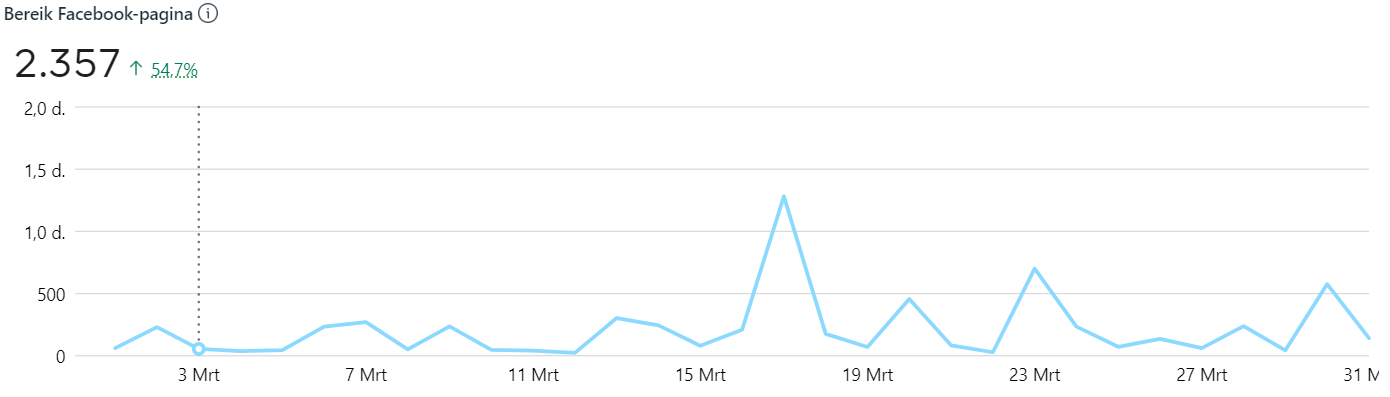 Bereik Facebook-pagina
2.357 ↑ 54,7%
2,0 d.
1,5 d.
1,0 d.
500
0
3 Mrt 7 Mrt 11 Mrt 15 Mrt 19 Mrt 23 Mrt 27 Mrt 31 M